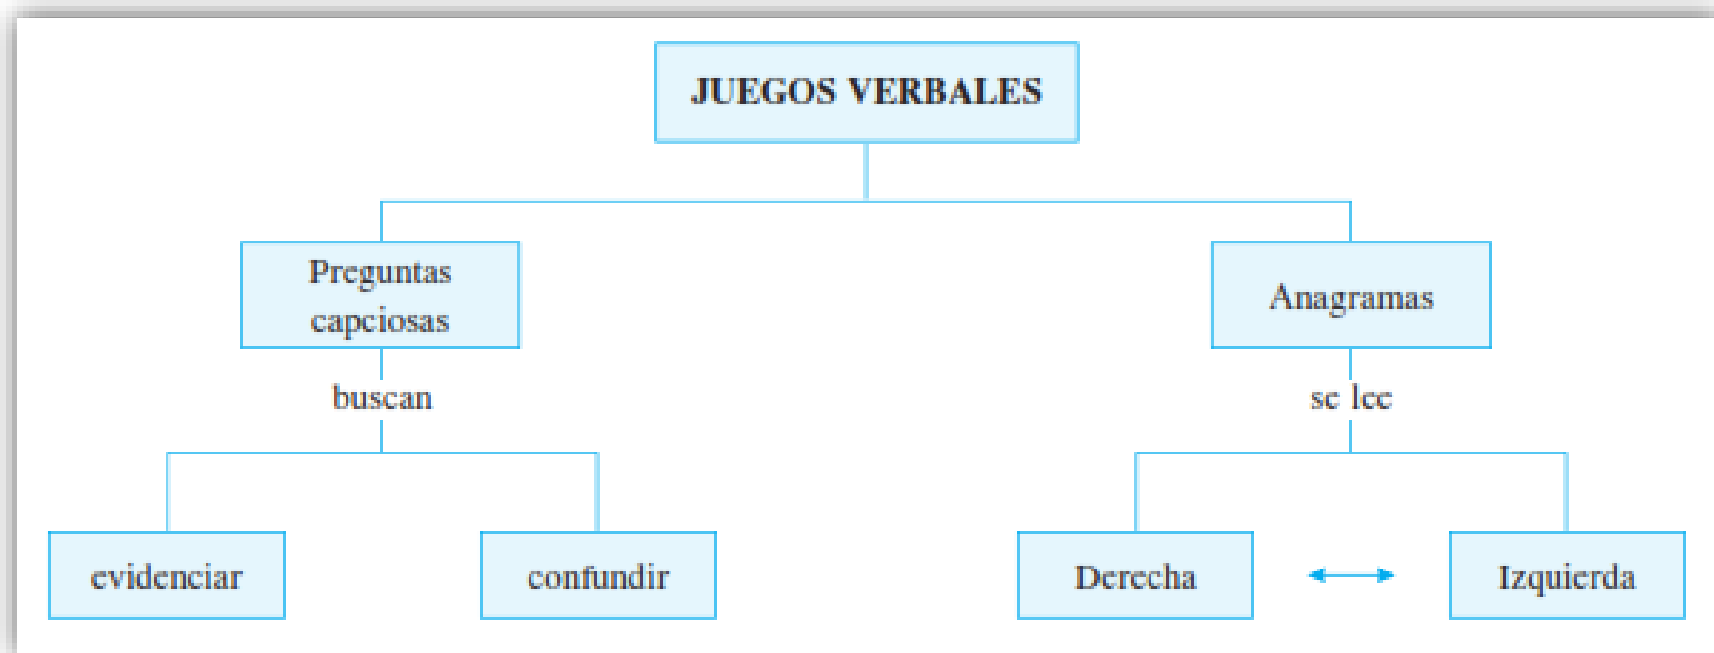 JUEGOS VERBALES
Preguntas
capciosas
Anagramas
buscan
se lee
evidenciar
confundir
Derecha
Izquierda